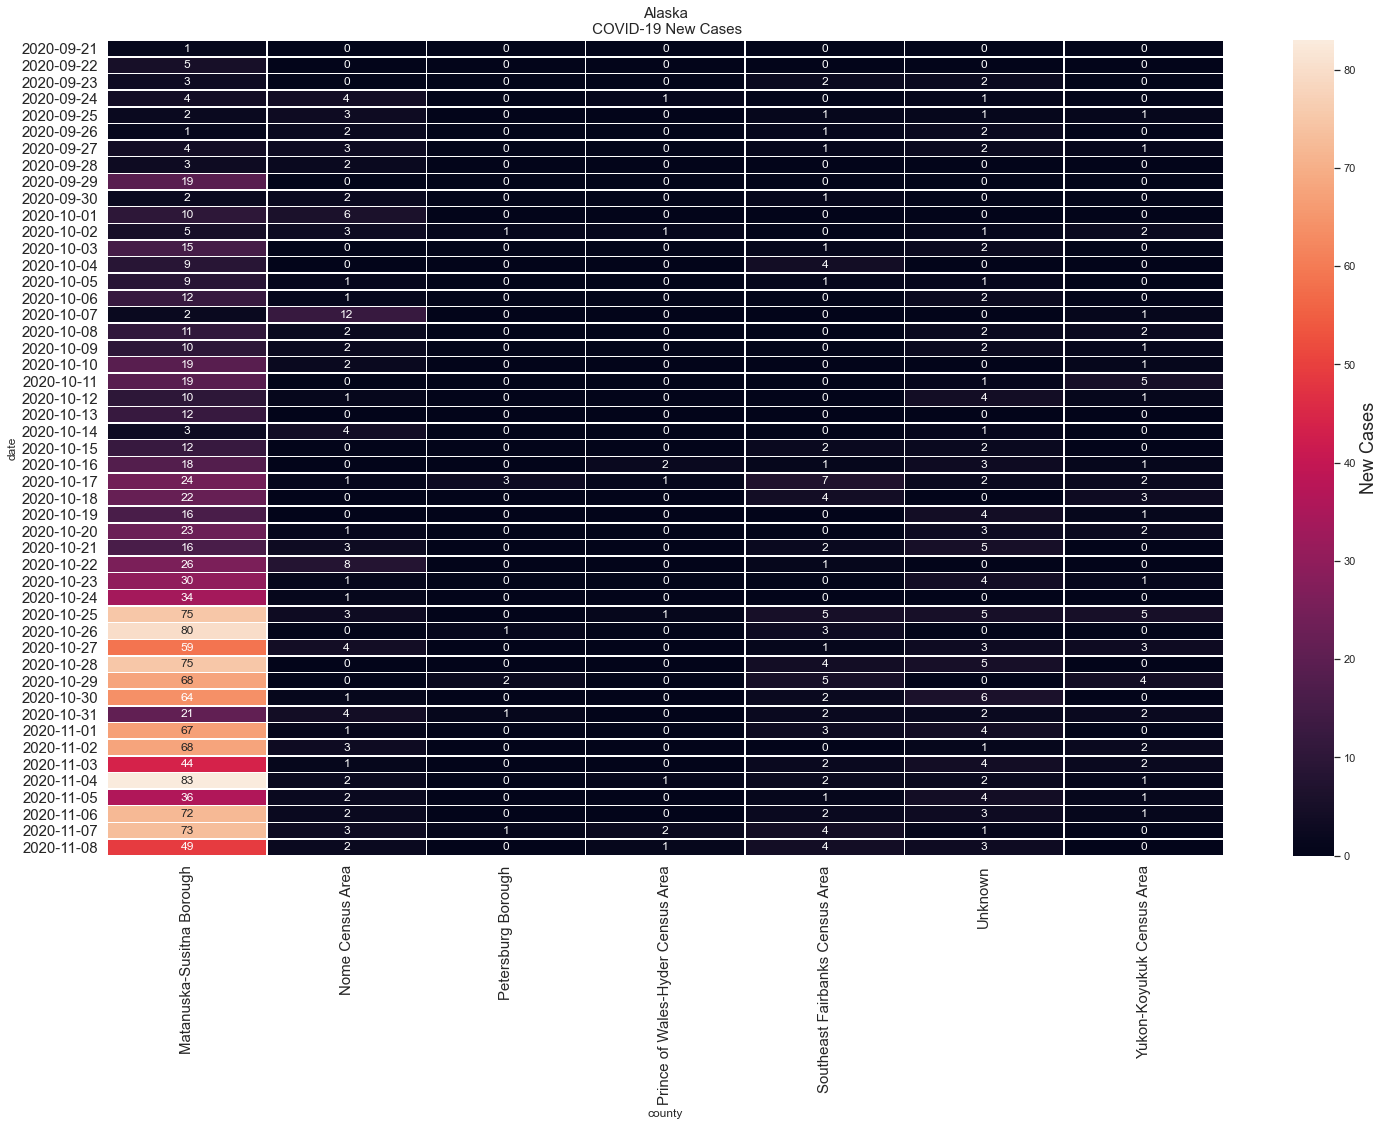 Alaska
COVID-19 New Cases
2020-09-21 1 0 0 0 0 0 0
2020-09-22 5 0 0 0 0 0 0
2020-09-23 3 0 0 0 2 2 0
2020-09-24 4 4 0 1 0 1 0
2020-09-25 2 3 0 0 1 1 1
2020-09-26 1 2 0 0 1 2 0
2020-09-27 4 3 0 0 1 2 1
2020-09-28 3 2 0 0 0 0 0
2020-09-29 19 0 0 0 0 0 0
2020-09-30 2 2 0 0 1 0 0
2020-10-01 10 6 0 0 0 0 0
2020-10-02 5 3 1 1 0 1 2
2020-10-03 15 0 0 0 1 2 0
2020-10-04 9 0 0 0 4 0 0
2020-10-05 9 1 0 0 1 1 0
2020-10-06 12 1 0 0 0 2 0
2020-10-07 2 12 0 0 0 0 1
2020-10-08 11 2 0 0 0 2 2
2020-10-09 10 2 0 0 0 2 1
2020-10-10 19 2 0 0 0 0 1
2020-10-11 19 0 0 0 0 1 5
2020-10-12 10 1 0 0 0 4 1
2020-10-13 12 0 0 0 0 0 0
2020-10-14 3 4 0 0 0 1 0
2020-10-15 12 0 0 0 2 2 0
2020-10-16 18 0 0 2 1 3 1
2020-10-17 24 1 3 1 7 2 2
2020-10-18 22 0 0 0 4 0 3
2020-10-19 16 0 0 0 0 4 1
2020-10-20 23 1 0 0 0 3 2
2020-10-21 16 3 0 0 2 5 0
2020-10-22 26 8 0 0 1 0 0
2020-10-23 30 1 0 0 0 4 1
2020-10-24 34 1 0 0 0 0 0
2020-10-25 75 3 0 1 5 5 5
2020-10-26 80 0 1 0 3 0 0
2020-10-27 59 4 0 0 1 3 3
2020-10-28 75 0 0 0 4 5 0
2020-10-29 68 0 2 0 5 0 4
2020-10-30 64 1 0 0 2 6 0
2020-10-31 21 4 1 0 2 2 2
2020-11-01 67 1 0 0 3 4 0
2020-11-02 68 3 0 0 0 1 2
2020-11-03 44 1 0 0 2 4 2
2020-11-04 83 2 0 1 2 2 1
2020-11-05 36 2 0 0 1 4 1
2020-11-06 72 2 0 0 2 3 1
2020-11-07 73 3 1 2 4 1 0
2020-11-08 49 2 0 1 4 3 0
date
Matanuska-Susitna Borough
Nome Census Area
Petersburg Borough
Prince of Wales-Hyder Census Area
Southeast Fairbanks Census Area
Unknown
Yukon-Koyukuk Census Area
county
80
70
60
50
40
30
20
10
0
New Cases